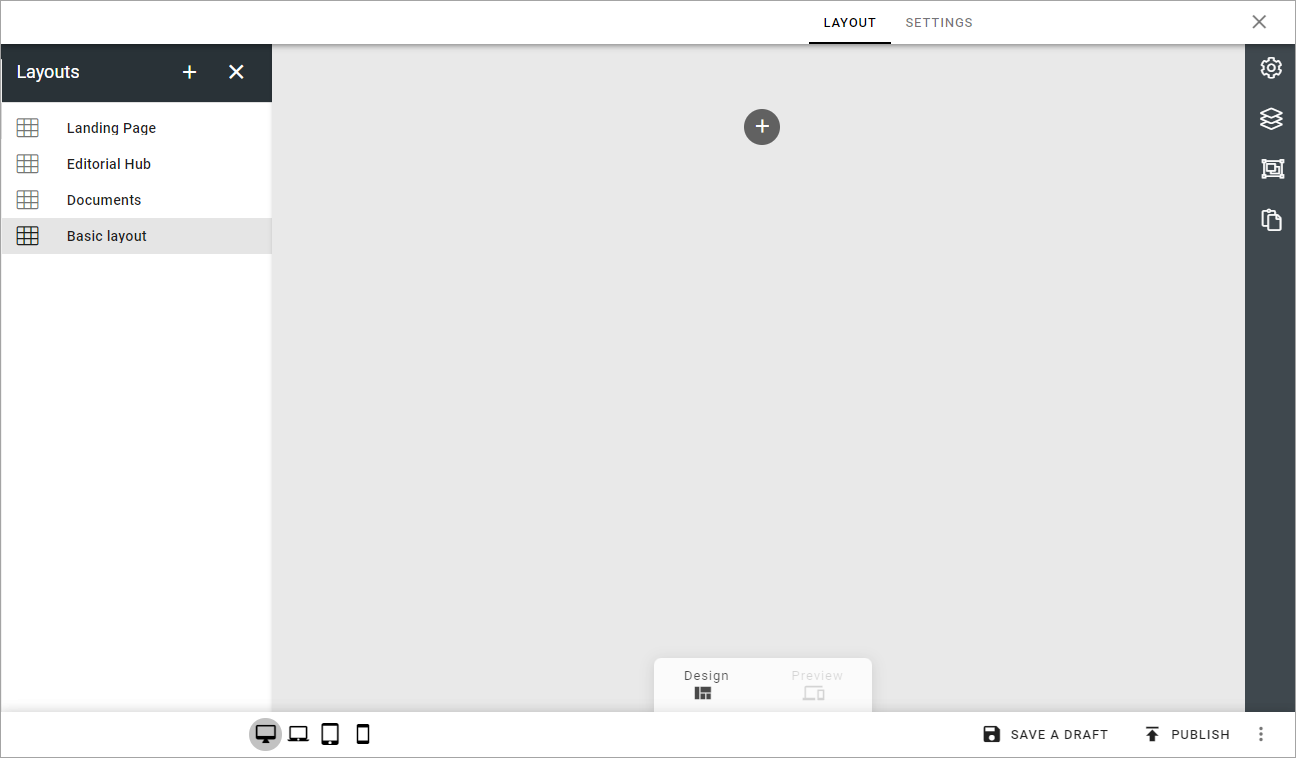 LAYOUT SETTINGS
Layouts
Landing Page
Editorial Hub
Documents
Basic layout
Design Preview
SAVE A DRAFT PUBLISH